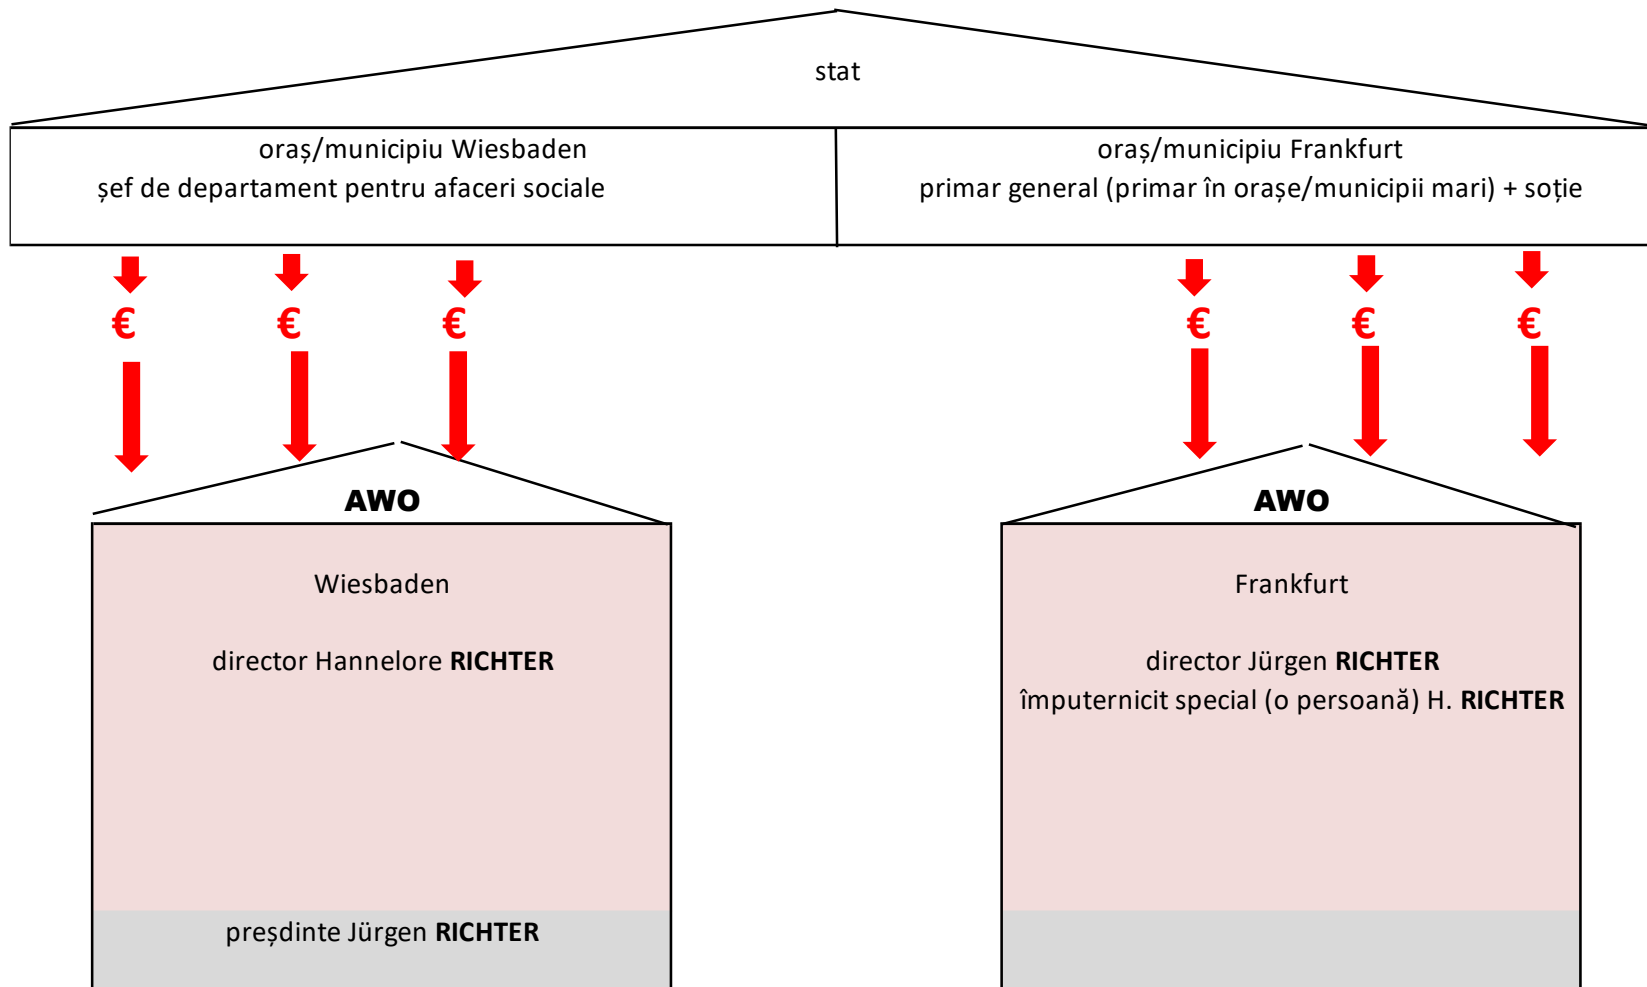 stat
oraș/municipiu Wiesbaden
șef de departament pentru afaceri sociale
oraș/municipiu Frankfurt
primar general (primar în orașe/municipii mari) + soție
€ € € € € €
AWO
Wiesbaden
director Hannelore RICHTER
preșdinte Jürgen RICHTER
AWO
Frankfurt
director Jürgen RICHTER
împuternicit special (o persoană) H. RICHTER